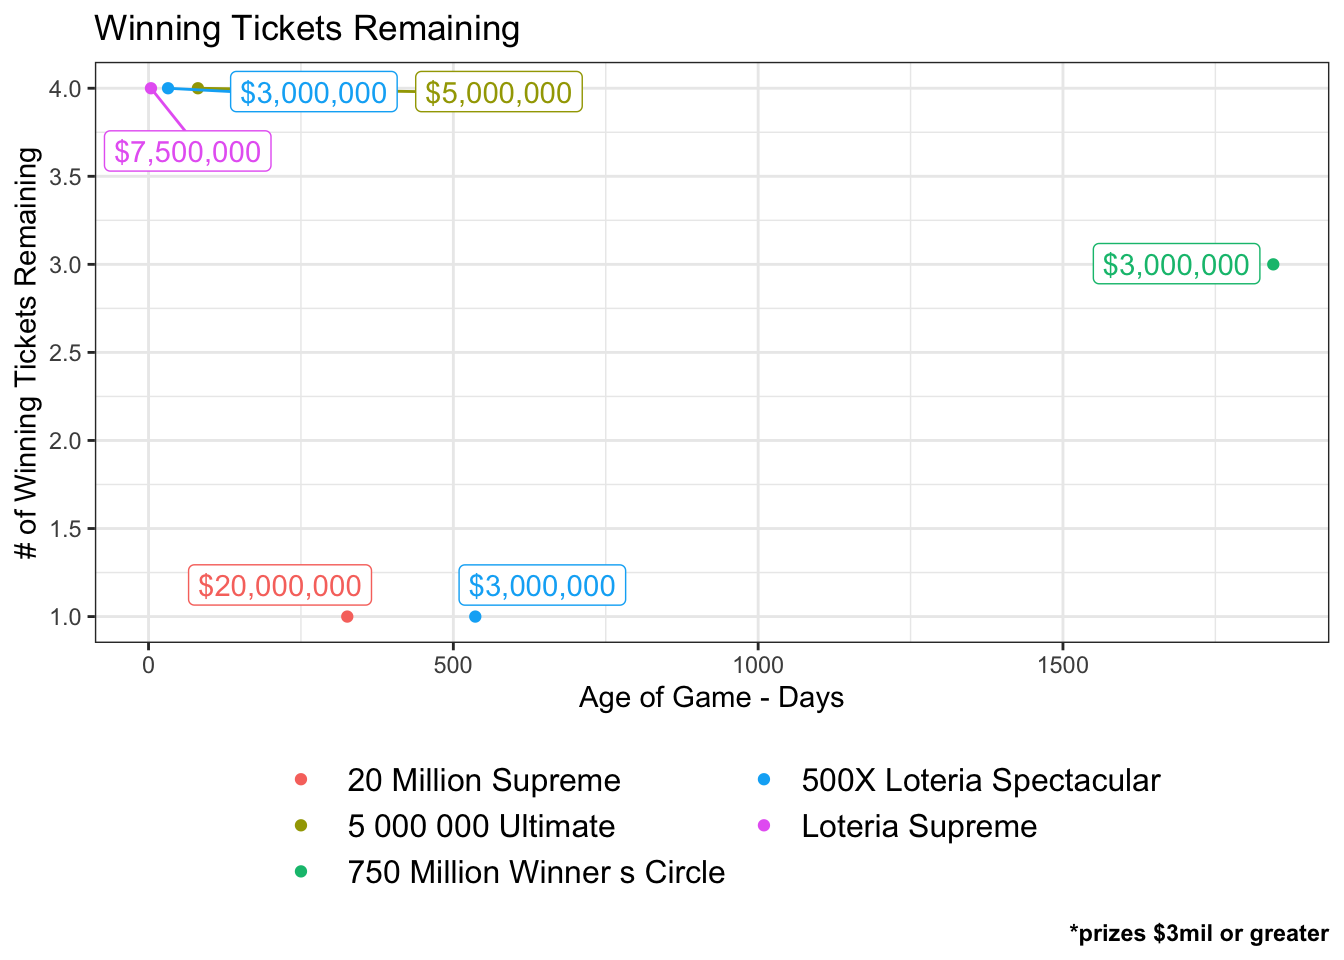 Winning Tickets Remaining
# of Winning Tickets Remaining
4.0
3.5
3.0
2.5
2.0
1.5
1.0
$3,000,000
$5,000,000
$7,500,000
$3,000,000
$20,000,000
$3,000,000
0
500
1000
1500
Age of Game - Days
20 Million Supreme
5 000 000 Ultimate
750 Million Winner s Circle
500X Loteria Spectacular
Loteria Supreme
*prizes $3mil or greater